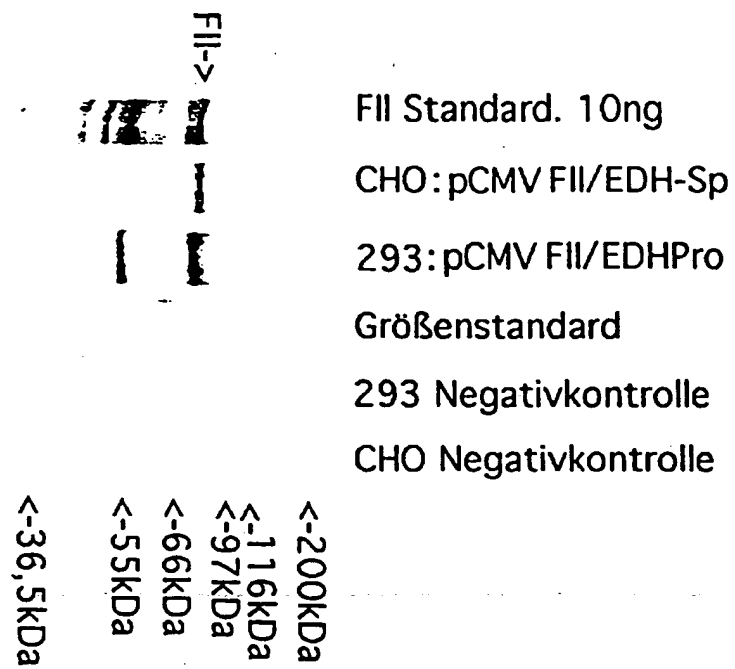 FII->
FII Standard. 10ng
CHO:pCMV FII/EDH-Sp
293:pCMV FII/EDHPro
Größenstandard
293 Negativkontrolle
CHO Negativkontrolle
<-200kDa
<-116kDa
<-97kDa
<-66kDa
<-55kDa
<-36,5kDa